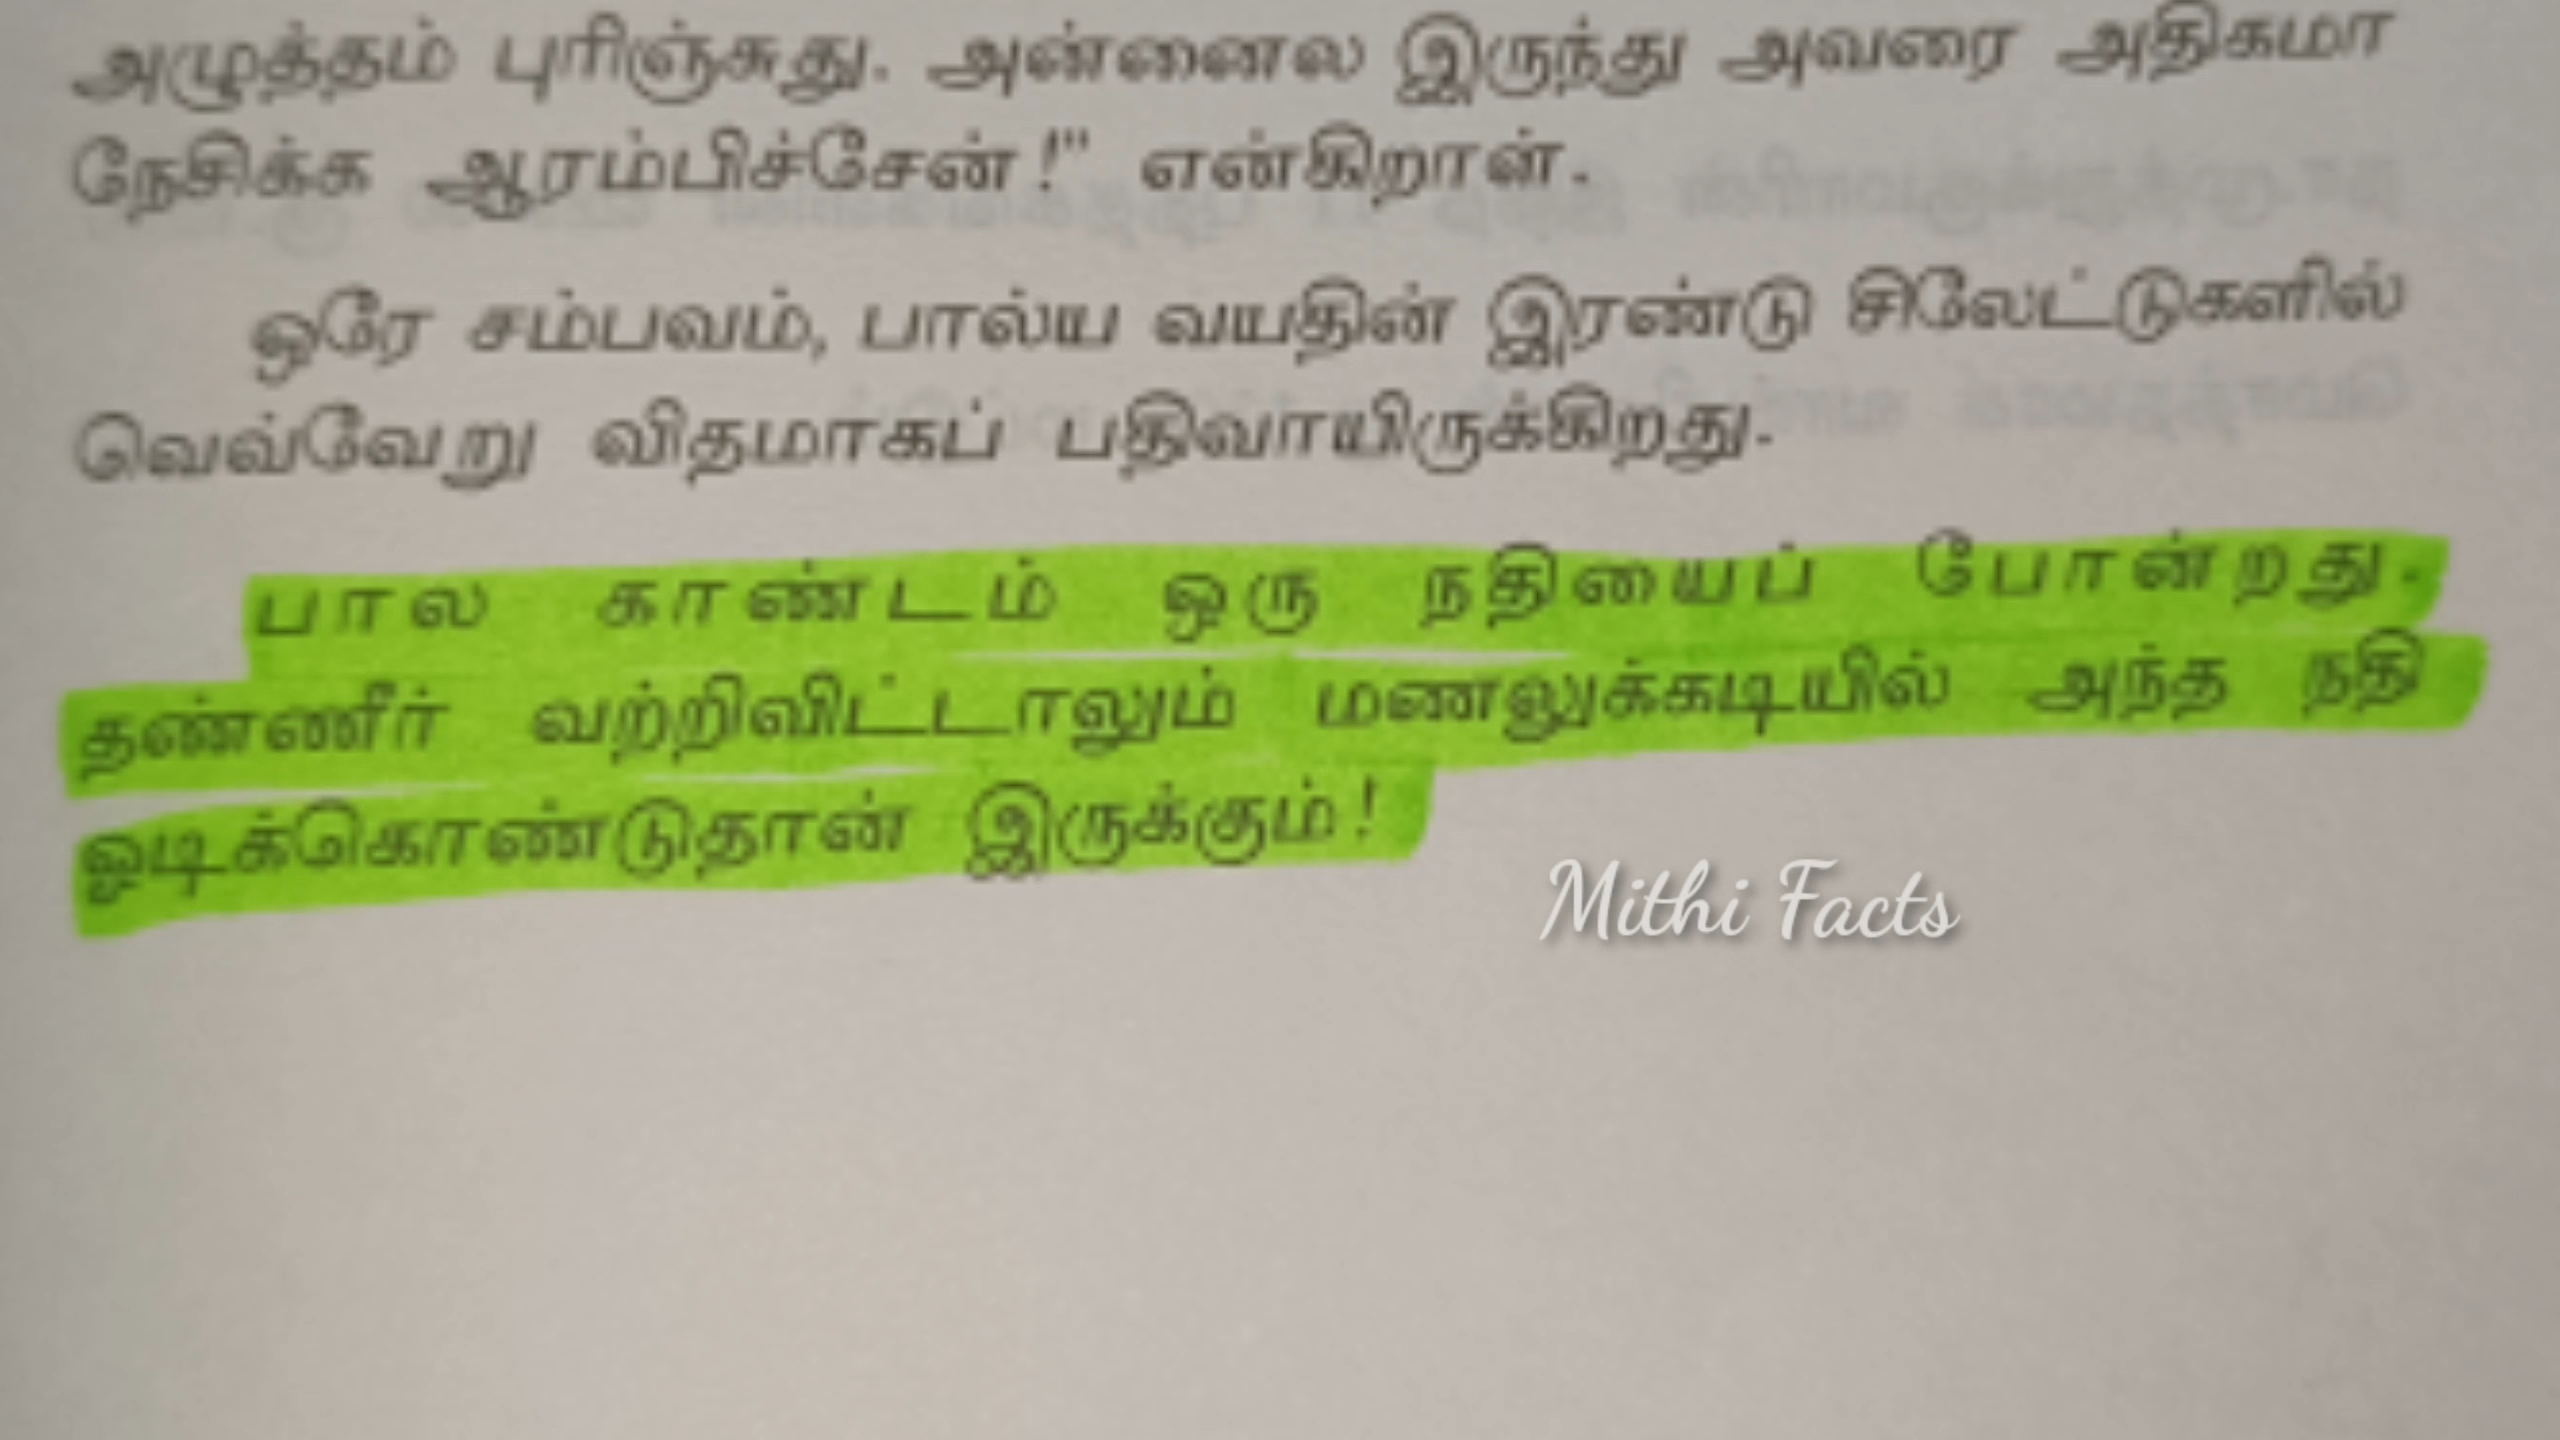 அழுத்தம் புரிஞ்சுது. அன்னைல இருந்து அவரை அதிகமா
நேசிக்க ஆரம்பிச்சேன்!" என்கிறாள்.
ஒரே சம்பவம், பால்ய வயதின் இரண்டு சிலேட்டுகளில்
வெவ்வேறு விதமாகப் பதிவாயிருக்கிறது.
பால காண்டம் ஒரு நதியைப் போன்றது.
தண்ணீர் வற்றிவிட்டாலும் மணலுக்கடியில் அந்த நதி
ஓடிக்கொண்டுதான் இருக்கும்!
Mithi Facts